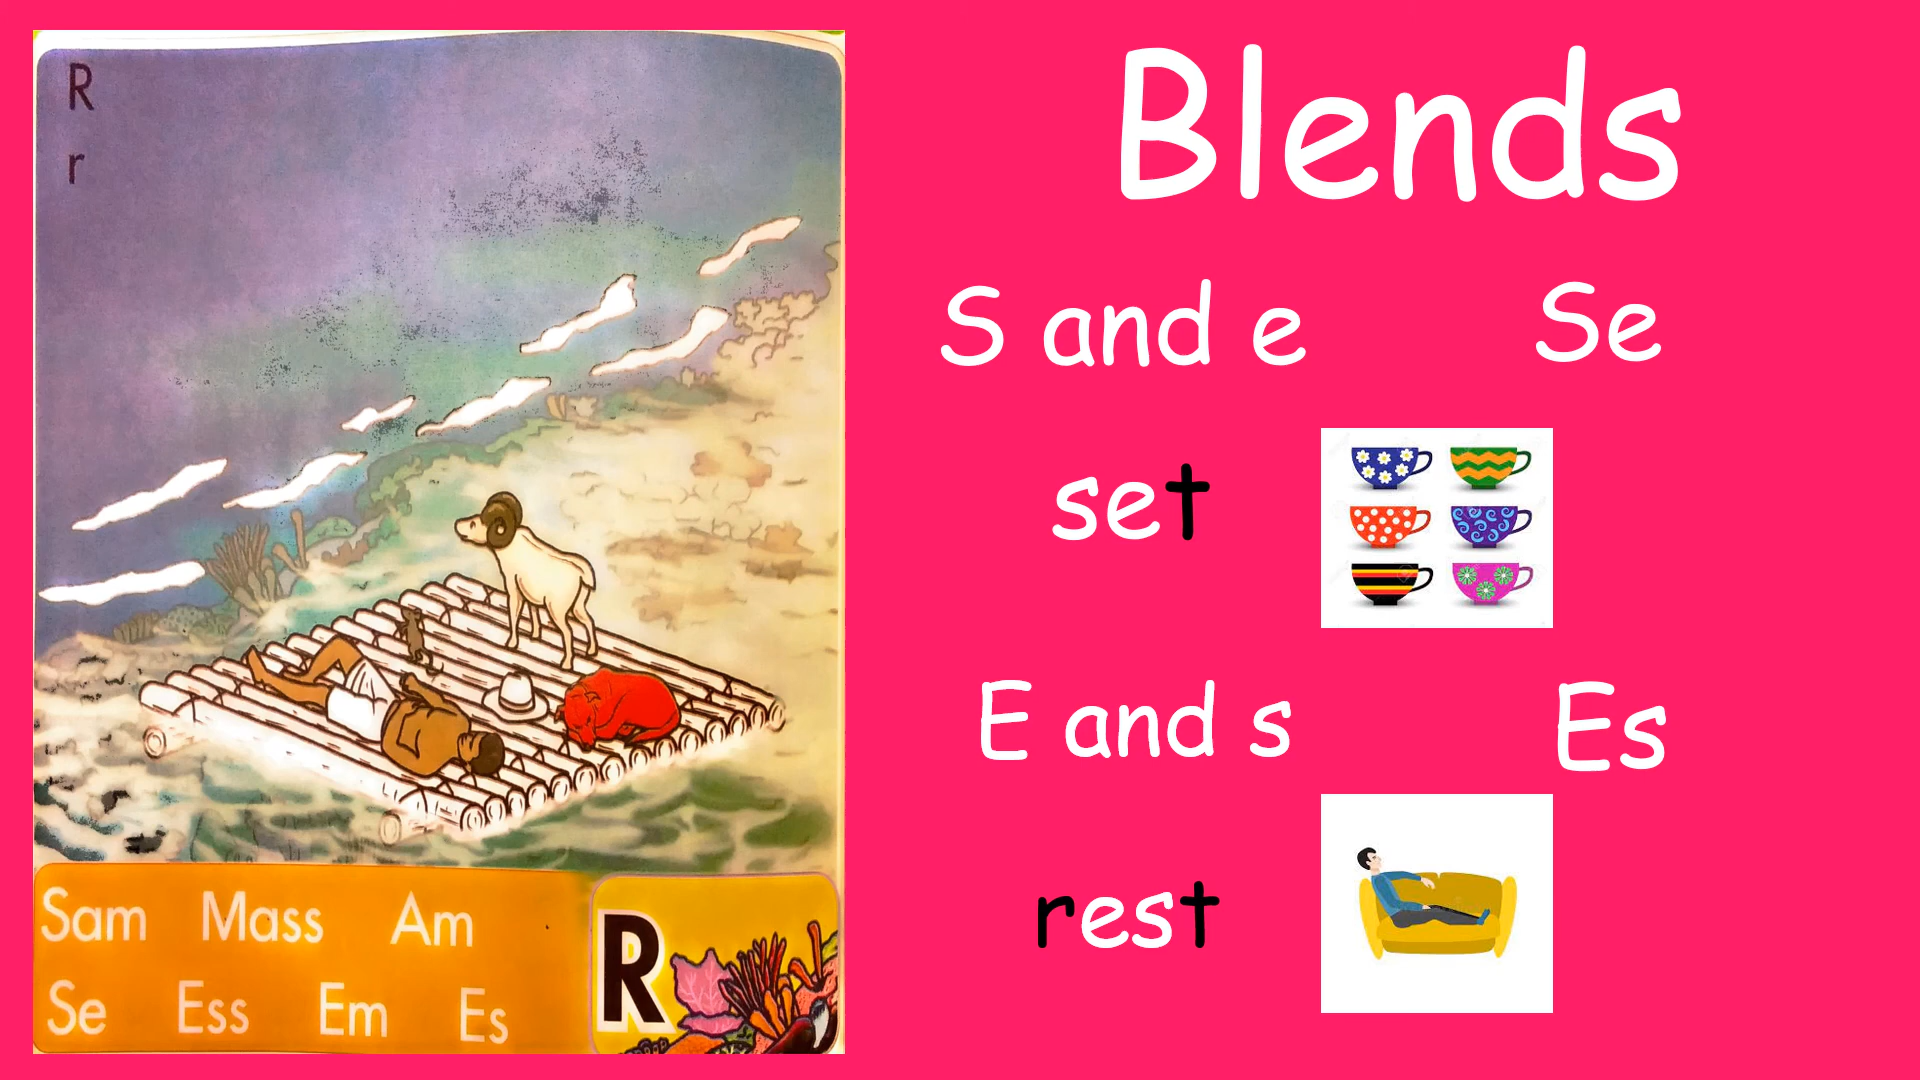 R
r
Sam Mass Am
Se Ess Em Es
R
Blends
S and e Se
set
E and s Es
rest